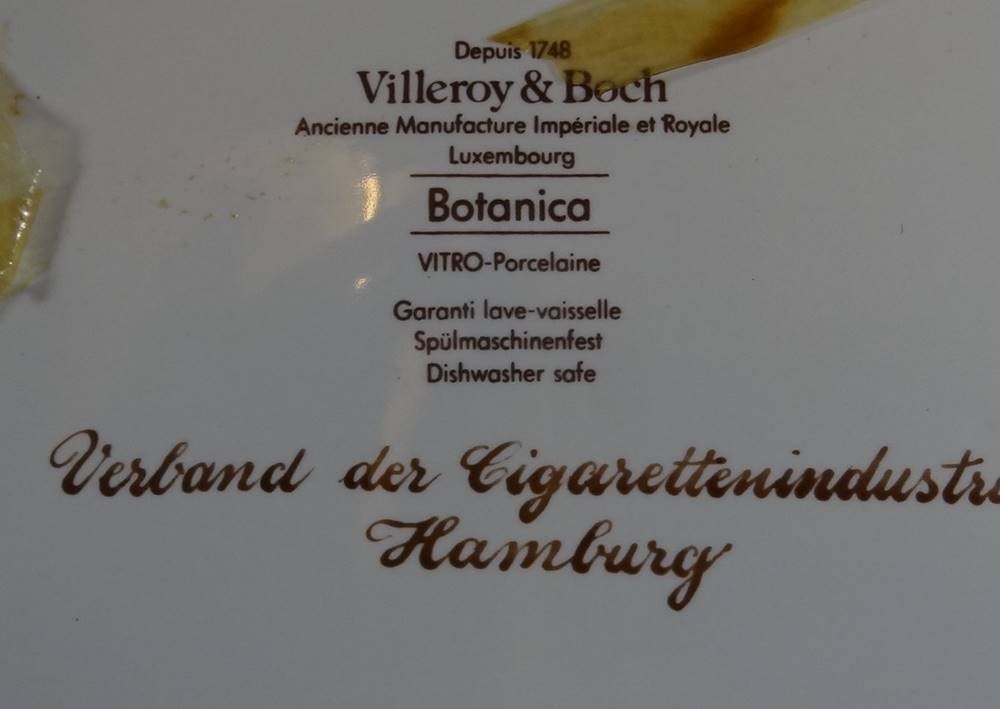 Depuis 1748
Villeroy & Boch
Ancienne Manufacture Impériale et Royale
Luxembourg
Botanica
VITRO-Porcelaine
Garanti lave-vaisselle
Spülmaschinenfest
Dishwasher safe
Verband der Cigarettenindustri
Hamburg